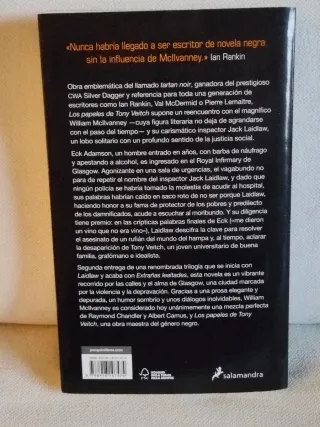 «Nunca habría llegado a ser escritor de novela negra
sin la influencia de McIlvanney.» Ian Rankin
Obra emblemática del llamado tartan noir, ganadora del prestigioso
CWA Silver Dagger y referencia para toda una generación de
escritores como Ian Rankin, Val McDermid o Pierre Lemaitre,
Los papeles de Tony Veitch supone un reencuentro con el magnífico
William McIlvanney —cuya figura literaria no deja de agrandarse
con el paso del tiempo— y su carismático inspector Jack Laidlaw,
un lobo solitario con un profundo sentido de la justicia social.
Eck Adamson, un hombre entrado en años, con barba de náufrago
y apestando a alcohol, es ingresado en el Royal Infirmary de
Glasgow. Agonizante en una sala de urgencias, el vagabundo no
para de repetir el nombre del inspector Jack Laidlaw, y dado que
ningún policía se habría tomado la molestia de acudir al hospital,
sus palabras habrían caído en saco roto de no ser porque Laidlaw,
haciendo honor a su fama de protector de los pobres y predilecto
de los damnificados, acude a escuchar al moribundo. Y su diligencia
tiene premio: en las crípticas palabras finales de Eck («me dieron
un vino que no era vino»), Laidlaw descifra la clave para resolver
el asesinato de un rufián del mundo del hampa y, al tiempo, aclarar
la desaparición de Tony Veitch, un joven universitario de buena
familia, grafómano e idealista.
Segunda entrega de una renombrada trilogía que se inicia con
Laidlaw y acaba con Extrañas lealtades, esta novela es un vibrante
recorrido por las calles y el alma de Glasgow, una ciudad marcada
por la violencia y la depravación. Gracias a una prosa elegante y
depurada, un humor sombrío y unos diálogos inolvidables, William
McIlvanney es considerado hoy unánimemente una mezcla perfecta
de Raymond Chandler y Albert Camus, y Los papeles de Tony
Veitch, una obra maestra del género negro.
penguinlibros.com
FSC
salamandra